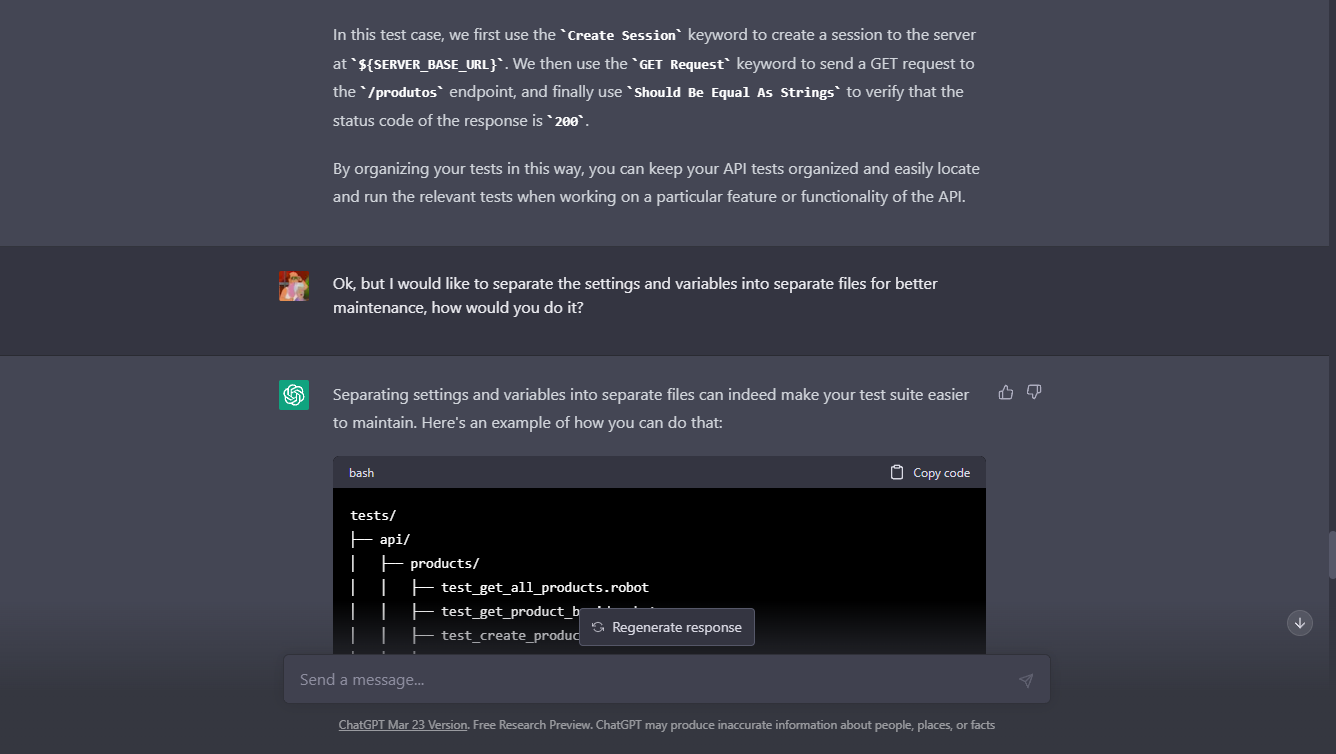 In this test case, we first use the `Create Session` keyword to create a session to the server
at `${SERVER_BASE_URL}`. We then use the `GET Request` keyword to send a GET request to
the `/produtos` endpoint, and finally use `Should Be Equal As Strings` to verify that the
status code of the response is `200`.
By organizing your tests in this way, you can keep your API tests organized and easily locate
and run the relevant tests when working on a particular feature or functionality of the API.
Ok, but I would like to separate the settings and variables into separate files for better
maintenance, how would you do it?
Separating settings and variables into separate files can indeed make your test suite easier
to maintain. Here's an example of how you can do that:
bash Copy code
tests/
├── api/
│   ├── products/
│   │   ├── test_get_all_products.robot
│   │   ├── test_get_product_b
│   │   ├── test_create_produc
Regenerate response
Send a message...
ChatGPT Mar 23 Version. Free Research Preview. ChatGPT may produce inaccurate information about people, places, or facts